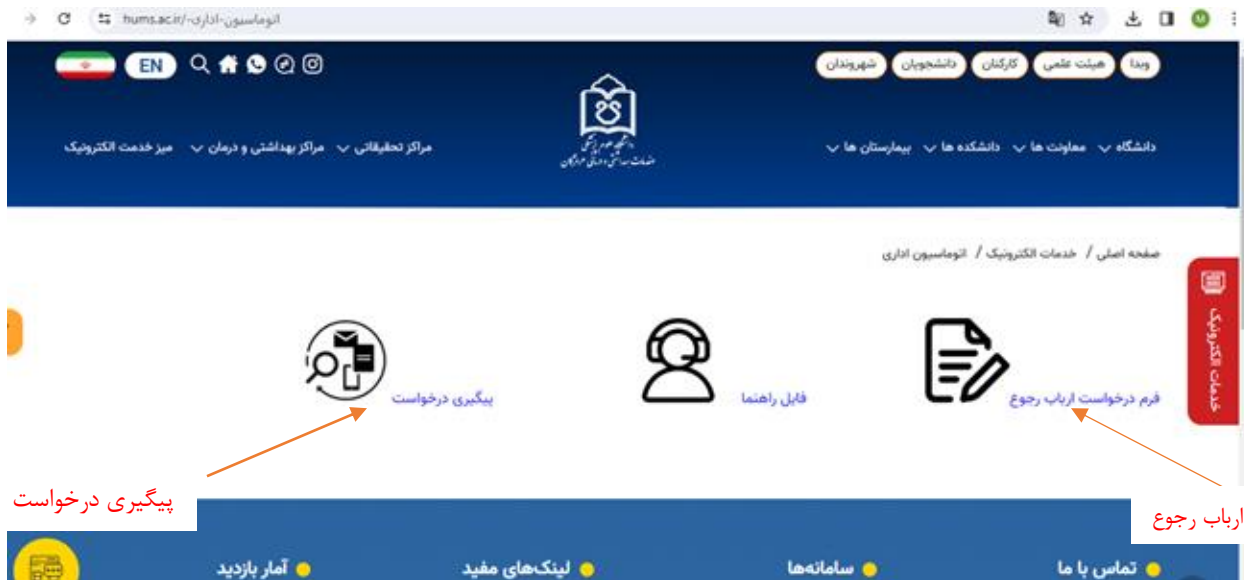 hums.ac.ir/-اتوماسیون-اداری
وبدا هیئت علمی کارکنان دانشجویان شهروندان
EN
دانشگاه معاونت ها دانشکده ها بیمارستان ها
مراکز تحقیقاتی مراکز بهداشتی و درمان میز خدمت الکترونیک
صفحه اصلی / خدمات الکترونیک / اتوماسیون اداری
خدمات الکترونیک
فرم درخواست ارباب رجوع
فایل راهنما
پیگیری درخواست
ارباب رجوع
پیگیری درخواست
تماس با ما
سامانه‌ها
لینک‌های مفید
آمار بازدید